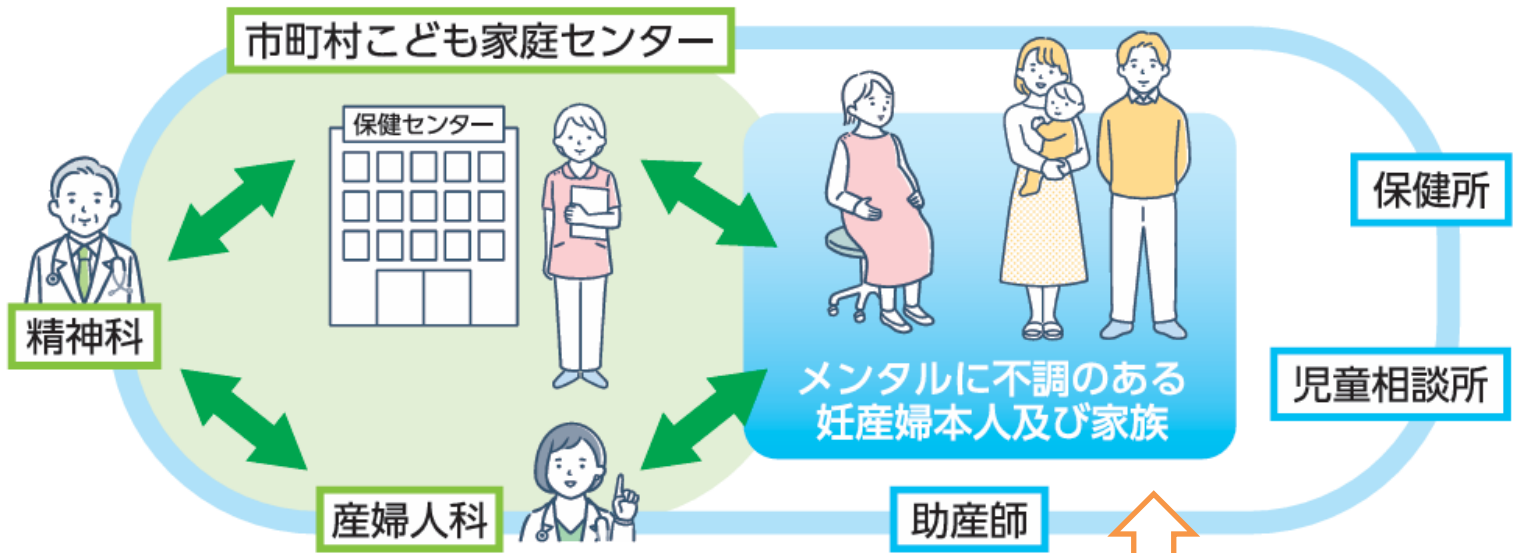 市町村こども家庭センター
保健センター
保健所
精神科
児童相談所
メンタルに不調のある
妊産婦本人及び家族
産婦人科
助産師